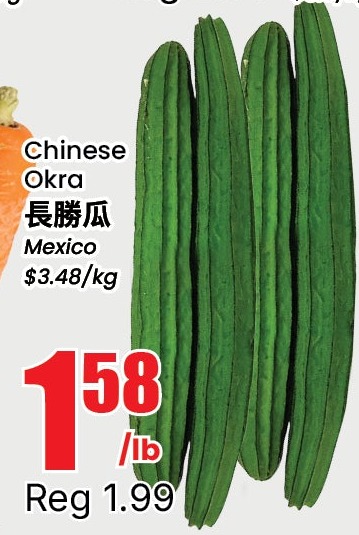 Chinese
Okra
長勝瓜
Mexico
$3.48/kg
1.58
/lb
Reg 1.99